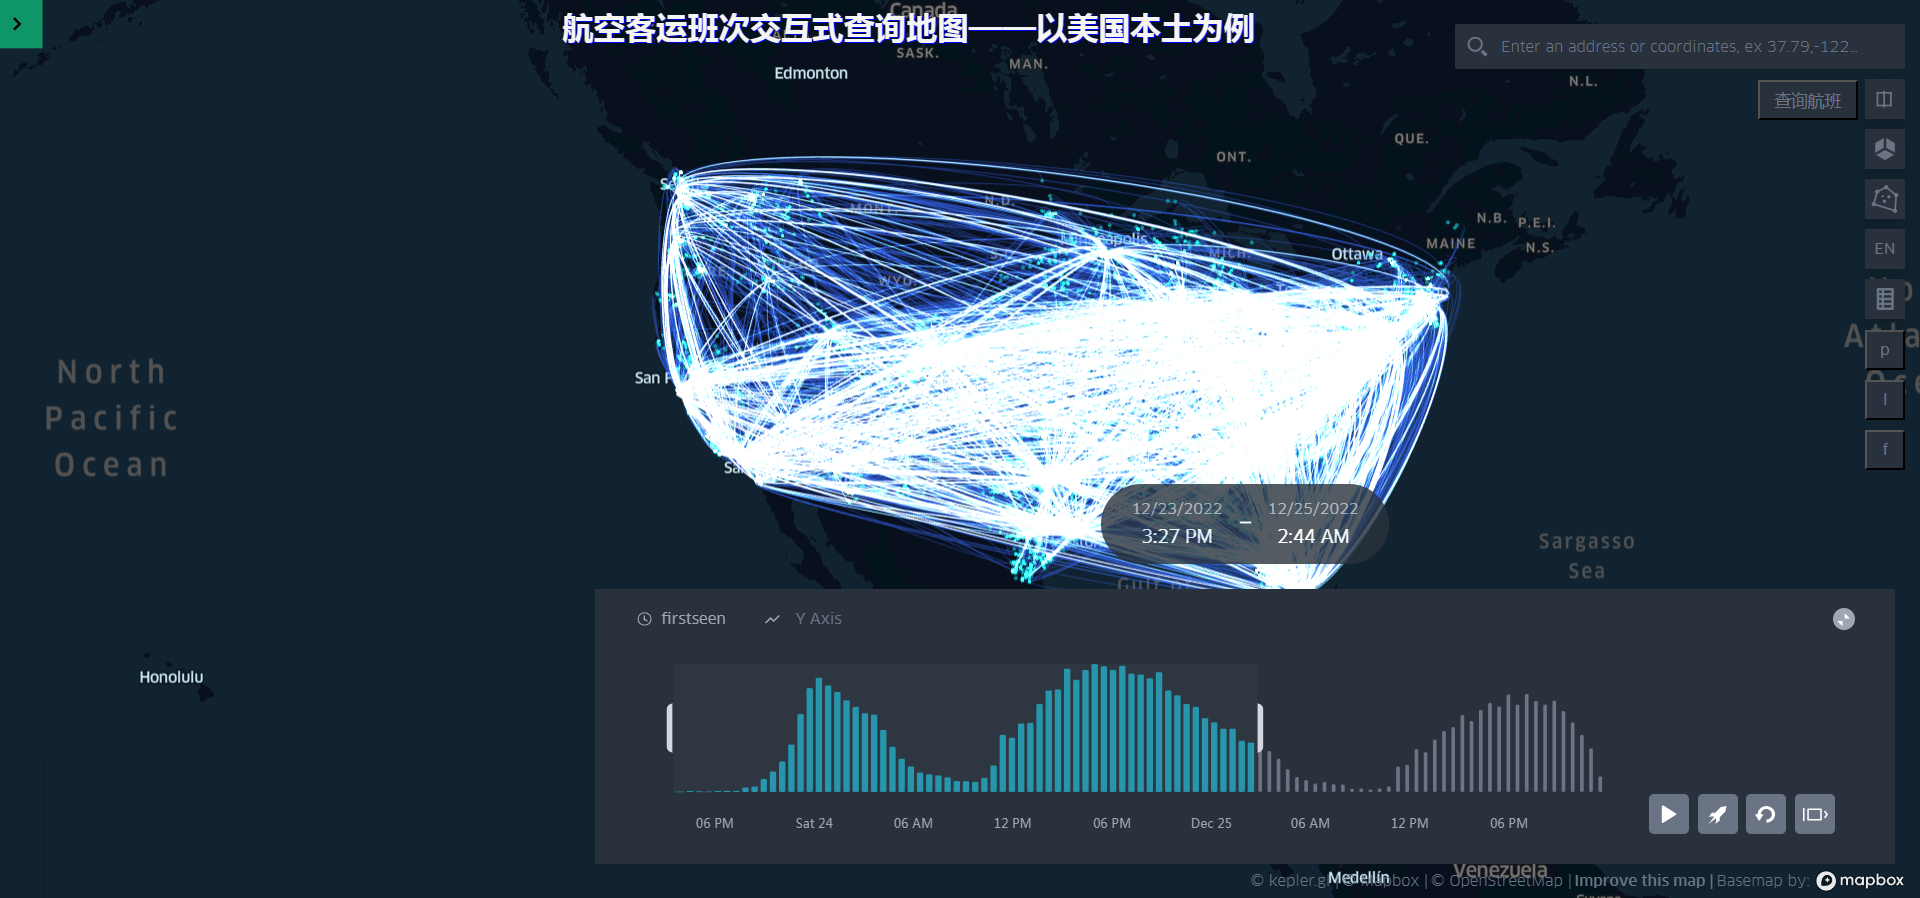 Canada
航空客运班次交互式查询地图——以美国本土为例
SASK.
MAN.
Enter an address or coordinates, ex 37.79,-122...
Edmonton
N.L.
查询航班
QUE.
ONT.
MONT.
N.D.
N.B.
P.E.I.
MAINE
N.S.
Minneapolis
MICH.
Ottawa
EN
WYO.
North
Pacific
Ocean
San F
p
l
f
12/23/2022
3:27 PM
–
12/25/2022
2:44 AM
Sargasso
Sea
Gulf of
firstseen
Y Axis
Honolulu
06 PM
Sat 24
06 AM
12 PM
06 PM
Dec 25
06 AM
12 PM
06 PM
Venezuela
Medellín
© kepler.gl | © Mapbox | © OpenStreetMap | Improve this map | Basemap by: mapbox